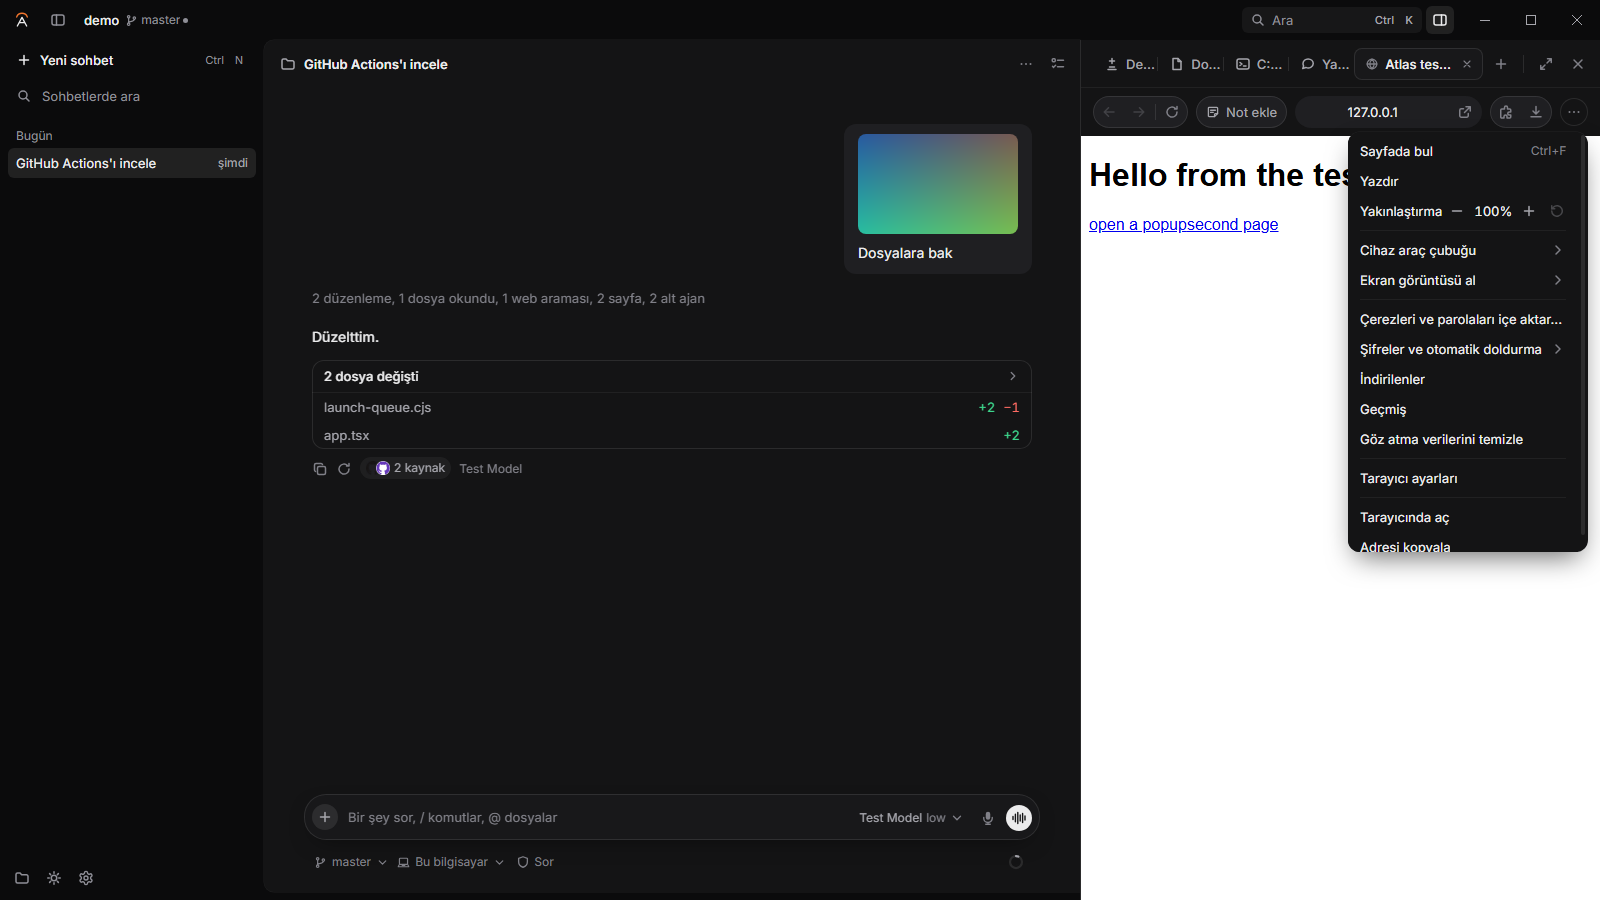 demo master
Ara Ctrl K
Yeni sohbet Ctrl N
Sohbetlerde ara
Bugün
GitHub Actions'ı incele şimdi
GitHub Actions'ı incele
Dosyalara bak
2 düzenleme, 1 dosya okundu, 1 web araması, 2 sayfa, 2 alt ajan
Düzelttim.
2 dosya değişti
launch-queue.cjs +2 −1
app.tsx +2
2 kaynak Test Model
Bir şey sor, / komutlar, @ dosyalar
Test Model low
master Bu bilgisayar Sor
De... Do... C:... Ya... Atlas tes...
Not ekle 127.0.0.1
Hello from the tes
open a popupsecond page
Sayfada bul Ctrl+F
Yazdır
Yakınlaştırma − 100% +
Cihaz araç çubuğu
Ekran görüntüsü al
Çerezleri ve parolaları içe aktar...
Şifreler ve otomatik doldurma
İndirilenler
Geçmiş
Göz atma verilerini temizle
Tarayıcı ayarları
Tarayıcında aç
Adresi kopyala